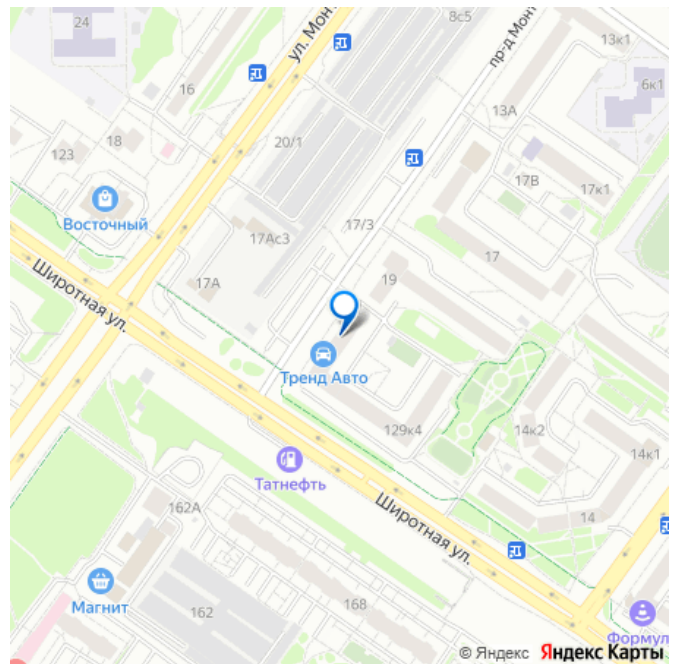 24
8с5
ул. Мон
пр-д Монт
13к1
16
6к1
13А
18
20/1
123
17В
17к1
Восточный
17/3
17Ас3
17
Широтная ул.
17А
19
Тренд Авто
129к4
14к2
14к1
Татнефть
162А
Широтная ул.
14
Магнит
162
168
Формул
© Яндекс Яндекс Карты